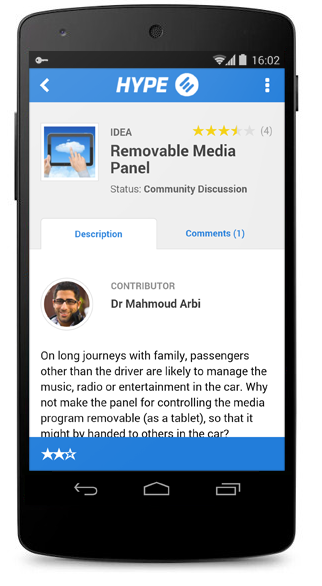 16:02
HYPE
IDEA
(4)
Removable Media
Panel
Status: Community Discussion
Description
Comments (1)
CONTRIBUTOR
Dr Mahmoud Arbi
On long journeys with family, passengers
other than the driver are likely to manage the
music, radio or entertainment in the car. Why
not make the panel for controlling the media
program removable (as a tablet), so that it
might by handed to others in the car?